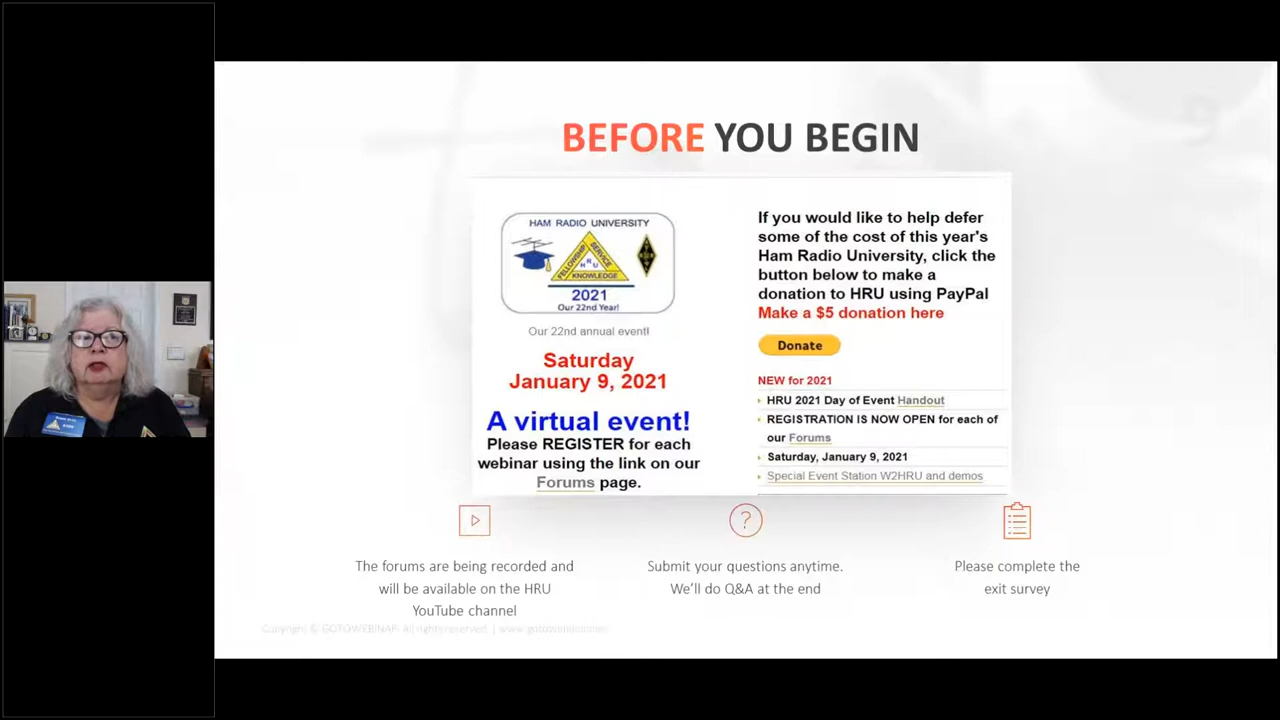 BEFORE YOU BEGIN
HAM RADIO UNIVERSITY
FELLOWSHIP
SERVICE
HRU
KNOWLEDGE
2021
Our 22nd Year!
Our 22nd annual event!
Saturday
January 9, 2021
A virtual event!
Please REGISTER for each
webinar using the link on our
Forums page.
If you would like to help defer
some of the cost of this year's
Ham Radio University, click the
button below to make a
donation to HRU using PayPal
Make a $5 donation here
Donate
NEW for 2021
HRU 2021 Day of Event Handout
REGISTRATION IS NOW OPEN for each of
our Forums
Saturday, January 9, 2021
Special Event Station W2HRU and demos
The forums are being recorded and
will be available on the HRU
YouTube channel
?
Submit your questions anytime.
We'll do Q&A at the end
Please complete the
exit survey
Copyright © GOTOWEBINAR. All rights reserved. |